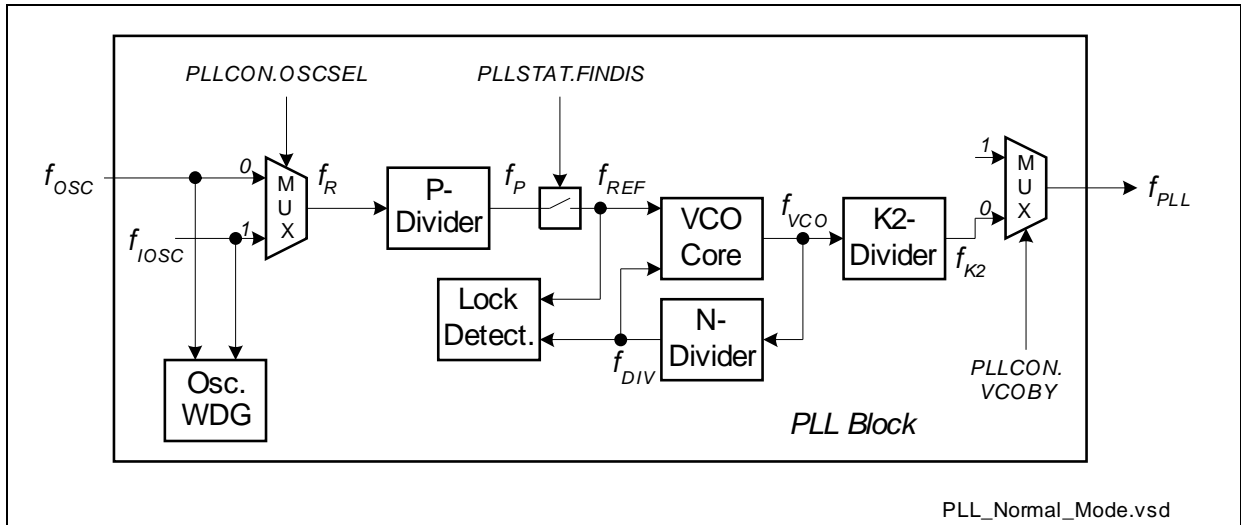 PLLCON.OSCSEL
PLLSTAT.FINDIS
fOSC
0
MUX
fR
1
fIOSC
P-
Divider
fP
fREF
VCO
Core
fVCO
K2-
Divider
fK2
1
MUX
0
fPLL
Lock
Detect.
N-
Divider
fDIV
Osc.
WDG
PLLCON.
VCOBY
PLL Block
PLL_Normal_Mode.vsd